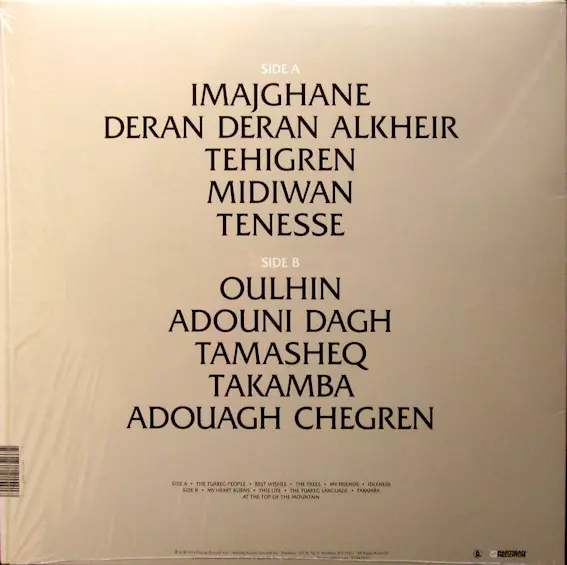 SIDE A
IMAJGHANE
DERAN DERAN ALKHEIR
TEHIGREN
MIDIWAN
TENESSE
SIDE B
OULHIN
ADOUNI DAGH
TAMASHEQ
TAKAMBA
ADOUAGH CHEGREN
SIDE A • THE TUAREG PEOPLE • BEST WISHES • THE TREES • MY FRIENDS • IDLENESS
SIDE B • MY HEART BURNS • THIS LIFE • THE TUAREG LANGUAGE • TAKAMBA
AT THE TOP OF THE MOUNTAIN
PARTISAN
RECORDS